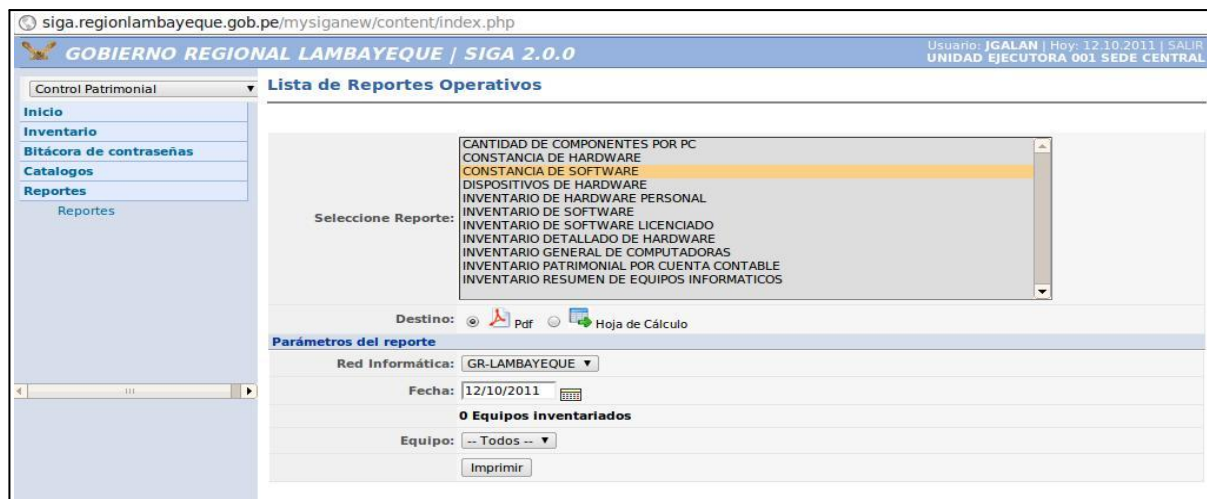 siga.regionlambayeque.gob.pe/mysiganew/content/index.php
GOBIERNO REGIONAL LAMBAYEQUE | SIGA 2.0.0
Usuario: JGALAN | Hoy: 12.10.2011 | SALIR
UNIDAD EJECUTORA 001 SEDE CENTRAL
Control Patrimonial
Inicio
Inventario
Bitácora de contraseñas
Catalogos
Reportes
Reportes
Lista de Reportes Operativos
Seleccione Reporte:
CANTIDAD DE COMPONENTES POR PC
CONSTANCIA DE HARDWARE
CONSTANCIA DE SOFTWARE
DISPOSITIVOS DE HARDWARE
INVENTARIO DE HARDWARE PERSONAL
INVENTARIO DE SOFTWARE
INVENTARIO DE SOFTWARE LICENCIADO
INVENTARIO DETALLADO DE HARDWARE
INVENTARIO GENERAL DE COMPUTADORAS
INVENTARIO PATRIMONIAL POR CUENTA CONTABLE
INVENTARIO RESUMEN DE EQUIPOS INFORMATICOS
Destino: Pdf Hoja de Cálculo
Parámetros del reporte
Red Informática: GR-LAMBAYEQUE
Fecha: 12/10/2011
0 Equipos inventariados
Equipo: -- Todos --
Imprimir